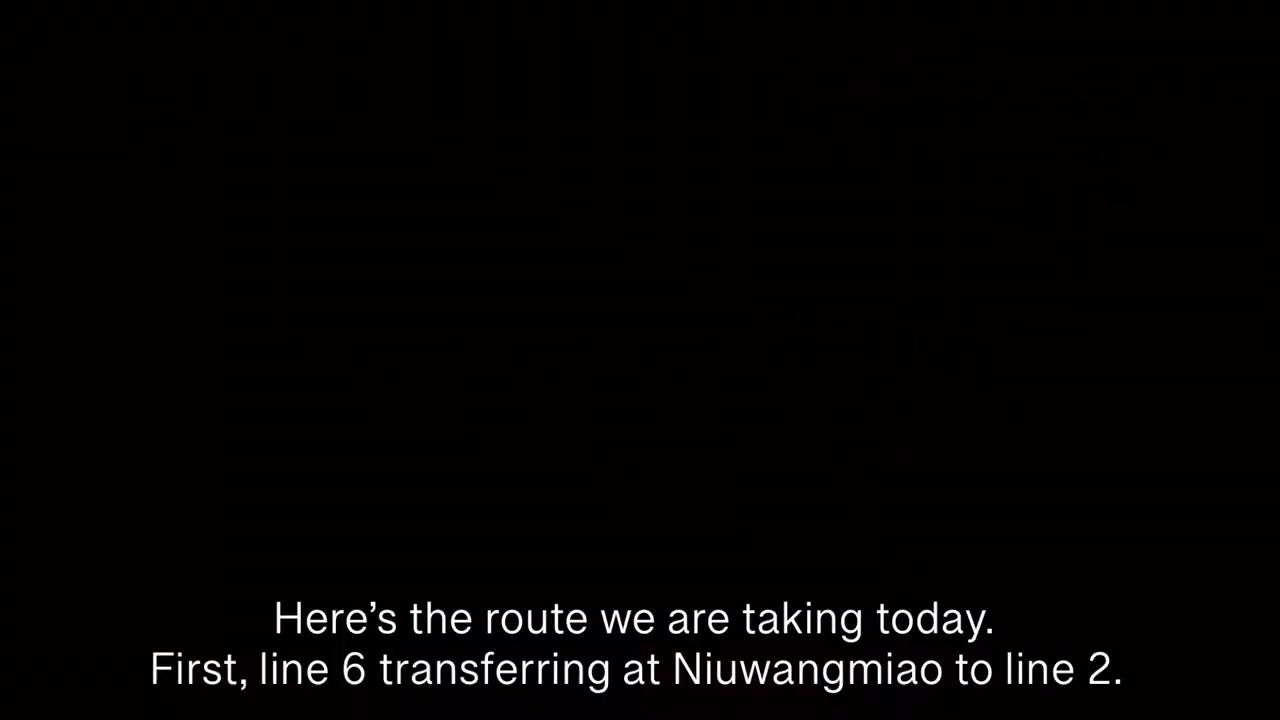 Here’s the route we are taking today.
First, line 6 transferring at Niuwangmiao to line 2.